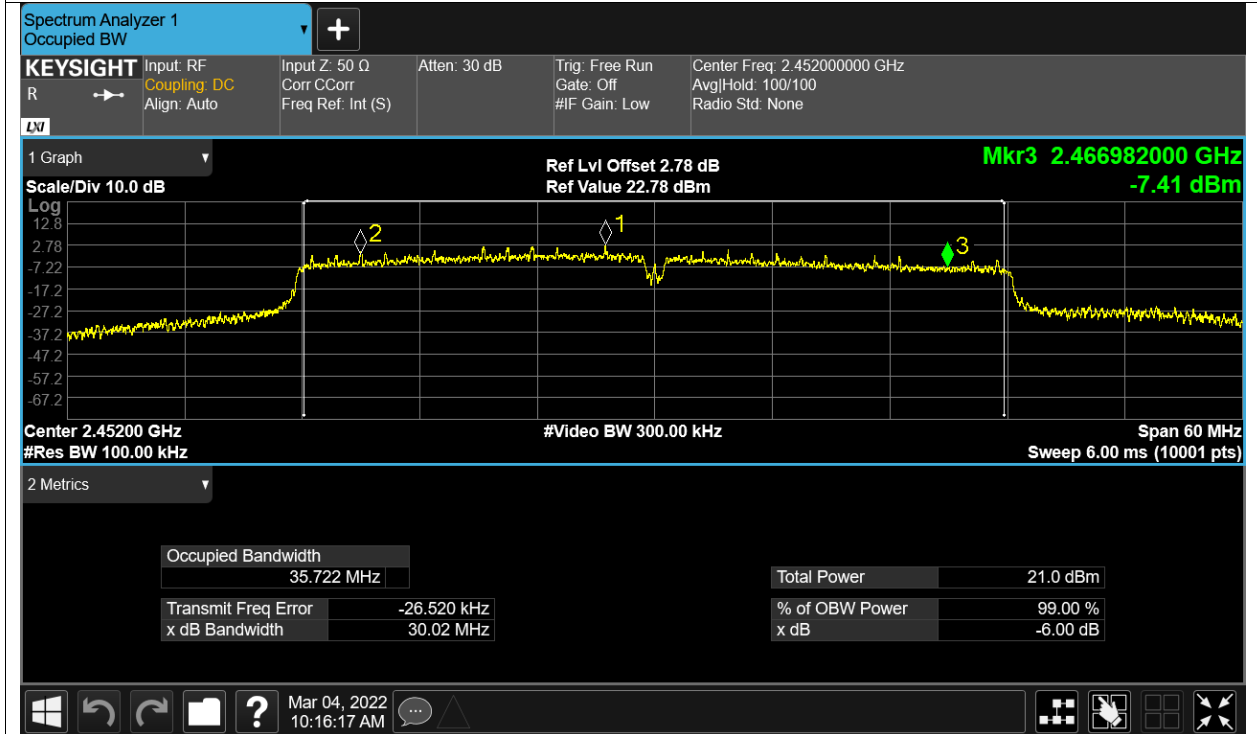 Spectrum Analyzer 1
Occupied BW
+
KEYSIGHT
R
LXI
Input: RF
Coupling: DC
Align: Auto
Input Z: 50 Ω
Corr CCorr
Freq Ref: Int (S)
Atten: 30 dB
Trig: Free Run
Gate: Off
#IF Gain: Low
Center Freq: 2.452000000 GHz
Avg|Hold: 100/100
Radio Std: None
1 Graph
Scale/Div 10.0 dB
Ref Lvl Offset 2.78 dB
Ref Value 22.78 dBm
Mkr3 2.466982000 GHz
-7.41 dBm
Log
12.8
2.78
-7.22
-17.2
-27.2
-37.2
-47.2
-57.2
-67.2
2
1
3
Center 2.45200 GHz
#Res BW 100.00 kHz
#Video BW 300.00 kHz
Span 60 MHz
Sweep 6.00 ms (10001 pts)
2 Metrics
Occupied Bandwidth
35.722 MHz
Transmit Freq Error -26.520 kHz
x dB Bandwidth 30.02 MHz
Total Power 21.0 dBm
% of OBW Power 99.00 %
x dB -6.00 dB
?
Mar 04, 2022
10:16:17 AM